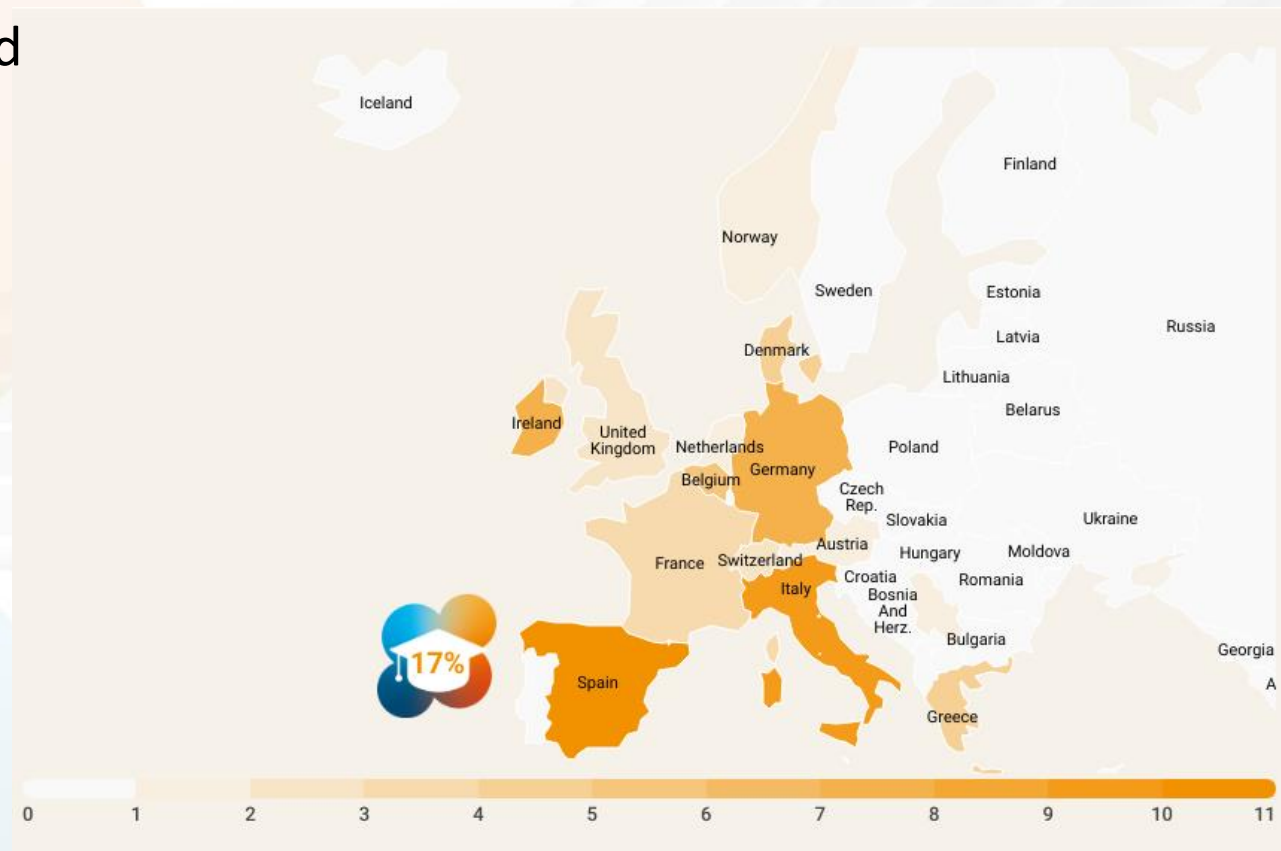 d
Iceland
Finland
Norway
Sweden
Estonia
Russia
Latvia
Denmark
Lithuania
Belarus
Ireland
United
Kingdom
Netherlands
Poland
Germany
Belgium
Czech
Rep.
Slovakia
Ukraine
Austria
Hungary
Moldova
France
Switzerland
Croatia
Romania
Italy
Bosnia
And
Herz.
Bulgaria
Georgia
17%
Spain
A
Greece
0 1 2 3 4 5 6 7 8 9 10 11